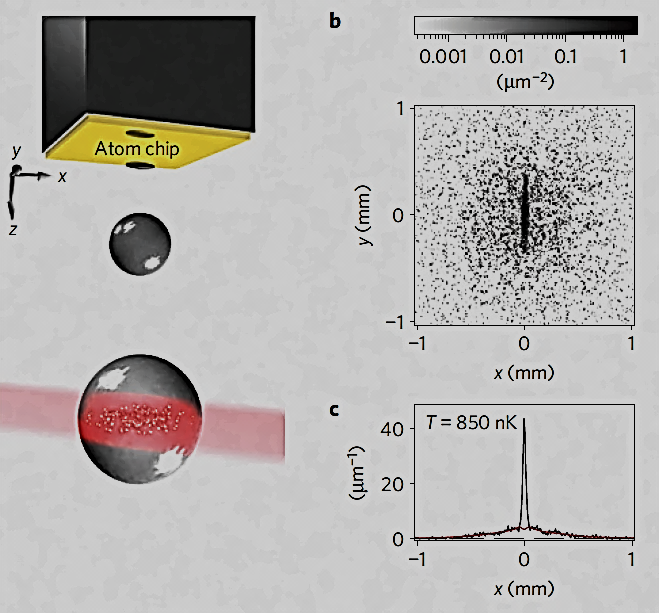 Atom chip
y
x
z
b
0.001 0.01 0.1 1
(μm⁻²)
1
0
−1
y (mm)
−1 0 1
x (mm)
c
T = 850 nK
40
20
0
(μm⁻¹)
−1 0 1
x (mm)